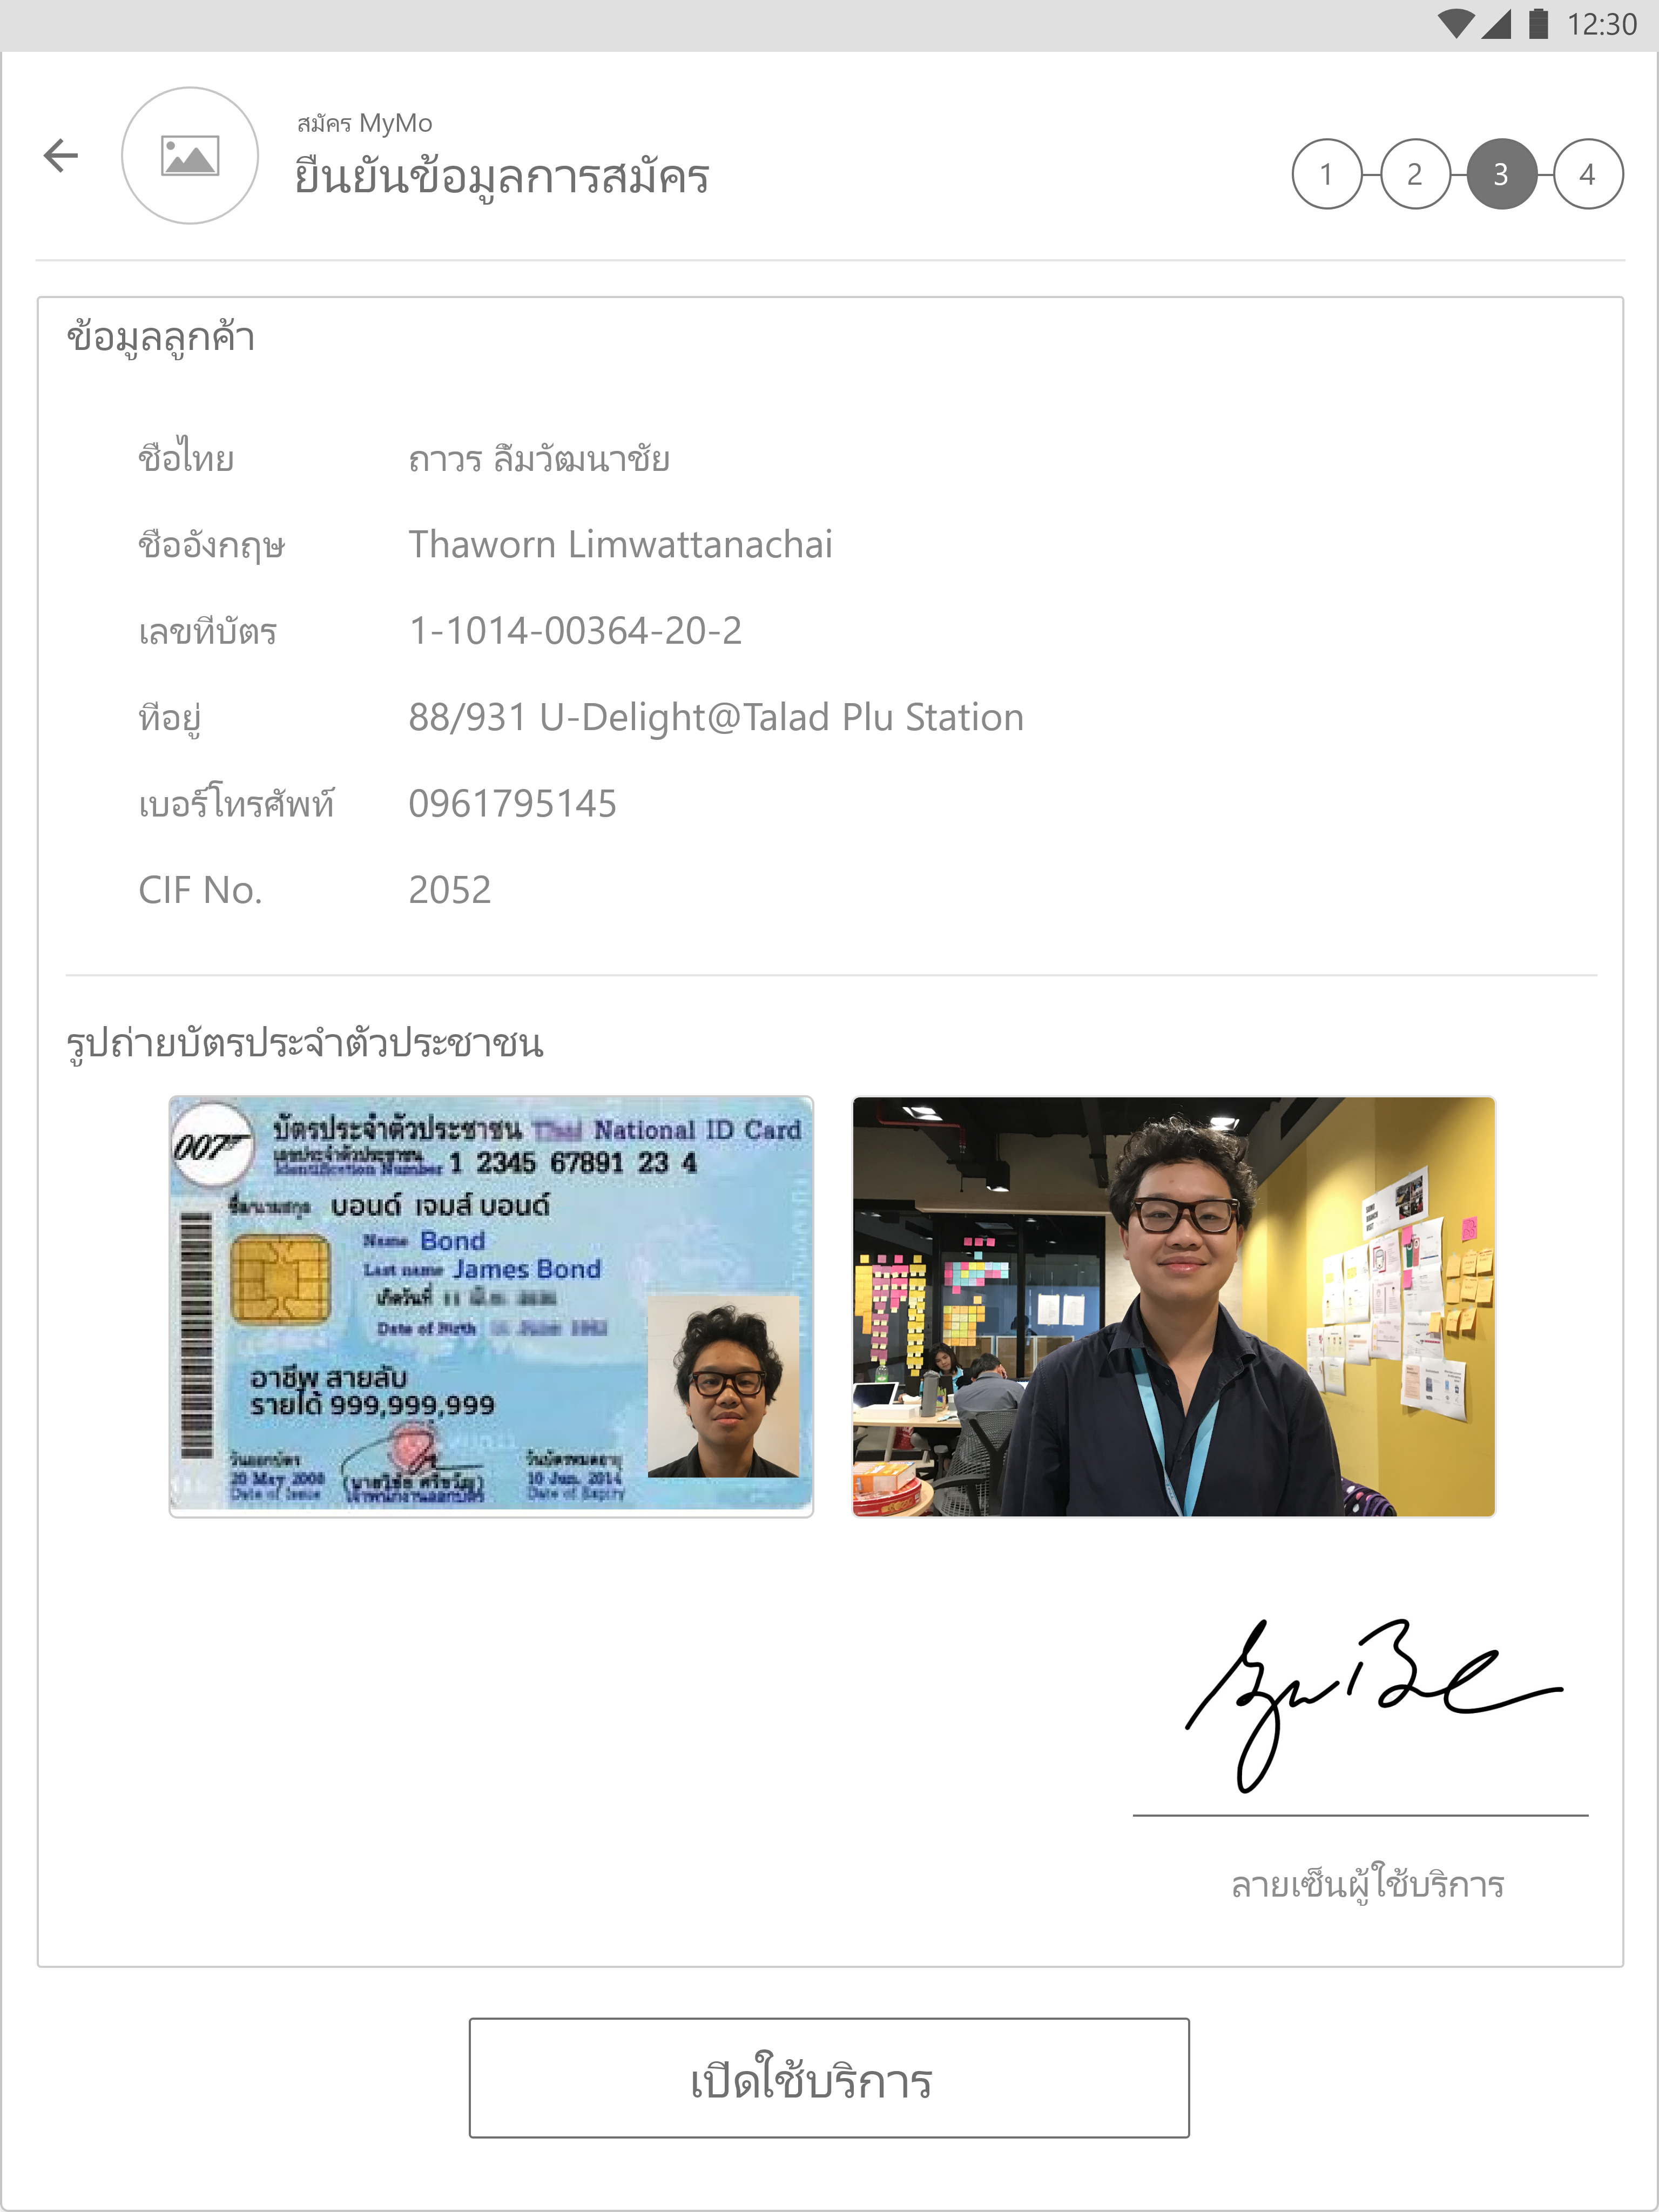 12:30
สมัคร MyMo
ยืนยันข้อมูลการสมัคร
1 2 3 4
ข้อมูลลูกค้า
ชื่อไทย ถาวร ลิ้มวัฒนาชัย
ชื่ออังกฤษ Thaworn Limwattanachai
เลขที่บัตร 1-1014-00364-20-2
ที่อยู่ 88/931 U-Delight@Talad Plu Station
เบอร์โทรศัพท์ 0961795145
CIF No. 2052
รูปถ่ายบัตรประจำตัวประชาชน
007
บัตรประจำตัวประชาชน Thai National ID Card
เลขประจำตัวประชาชน
Identification Number 1 2345 67891 23 4
ชื่อและนามสกุล บอนด์ เจมส์ บอนด์
Name Bond
Last name James Bond
เกิดวันที่ 11
Date of Birth
อาชีพ สายลับ
รายได้ 999,999,999
วันออกบัตร
20 May 2008
Date of Issue
เจ้าพนักงานออกบัตร
วันบัตรหมดอายุ
10 Jun. 2014
Date of Expiry
ลายเซ็นผู้ใช้บริการ
เปิดใช้บริการ